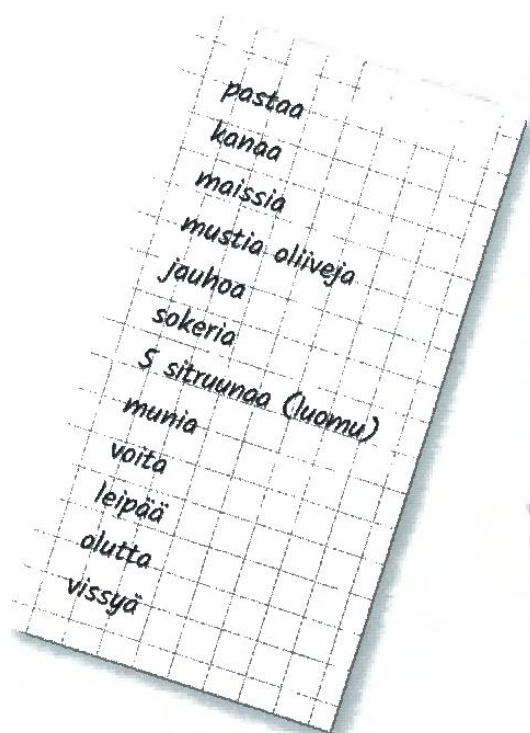 pastaa
kanaa
maissia
mustia oliiveja
jauhoa
sokeria
5 sitruunaa (luomu)
munia
voita
leipää
olutta
vissyä